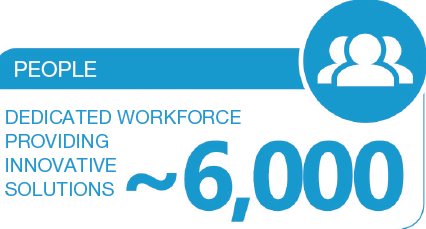 PEOPLE
DEDICATED WORKFORCE
PROVIDING
INNOVATIVE
SOLUTIONS ~6,000